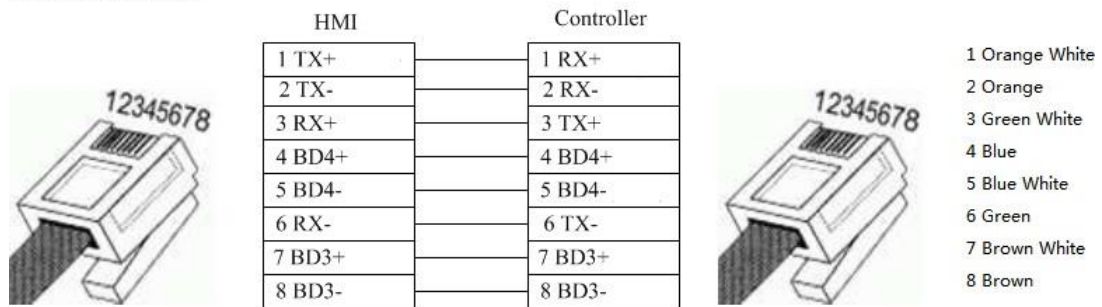 HMI
Controller
1 TX+
1 RX+
2 TX-
2 RX-
3 RX+
3 TX+
4 BD4+
4 BD4+
5 BD4-
5 BD4-
6 RX-
6 TX-
7 BD3+
7 BD3+
8 BD3-
8 BD3-
12345678
12345678
1 Orange White
2 Orange
3 Green White
4 Blue
5 Blue White
6 Green
7 Brown White
8 Brown